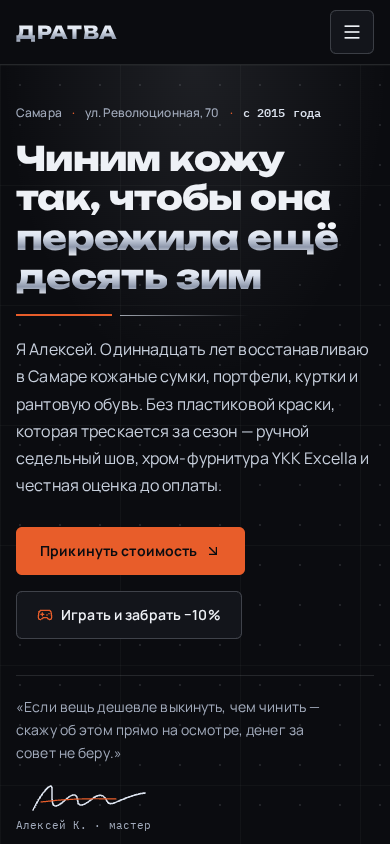 ДРАТВА
Самара · ул. Революционная, 70 · с 2015 года
Чиним кожу
так, чтобы она
пережила ещё
десять зим
Я Алексей. Одиннадцать лет восстанавливаю
в Самаре кожаные сумки, портфели, куртки и
рантовую обувь. Без пластиковой краски,
которая трескается за сезон — ручной
седельный шов, хром-фурнитура YKK Excella и
честная оценка до оплаты.
Прикинуть стоимость
Играть и забрать −10%
«Если вещь дешевле выкинуть, чем чинить —
скажу об этом прямо на осмотре, денег за
совет не беру.»
Алексей К. · мастер